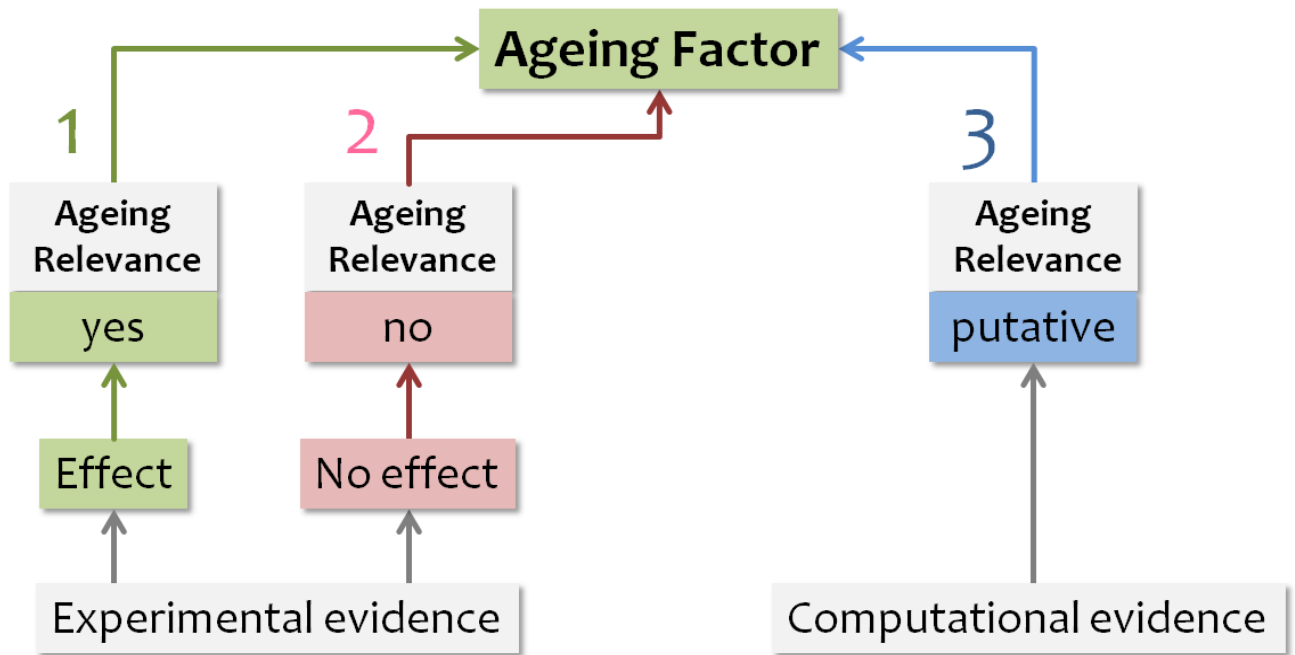 Ageing Factor
1
2
3
Ageing
Relevance
yes
Ageing
Relevance
no
Ageing
Relevance
putative
Effect
No effect
Experimental evidence
Computational evidence